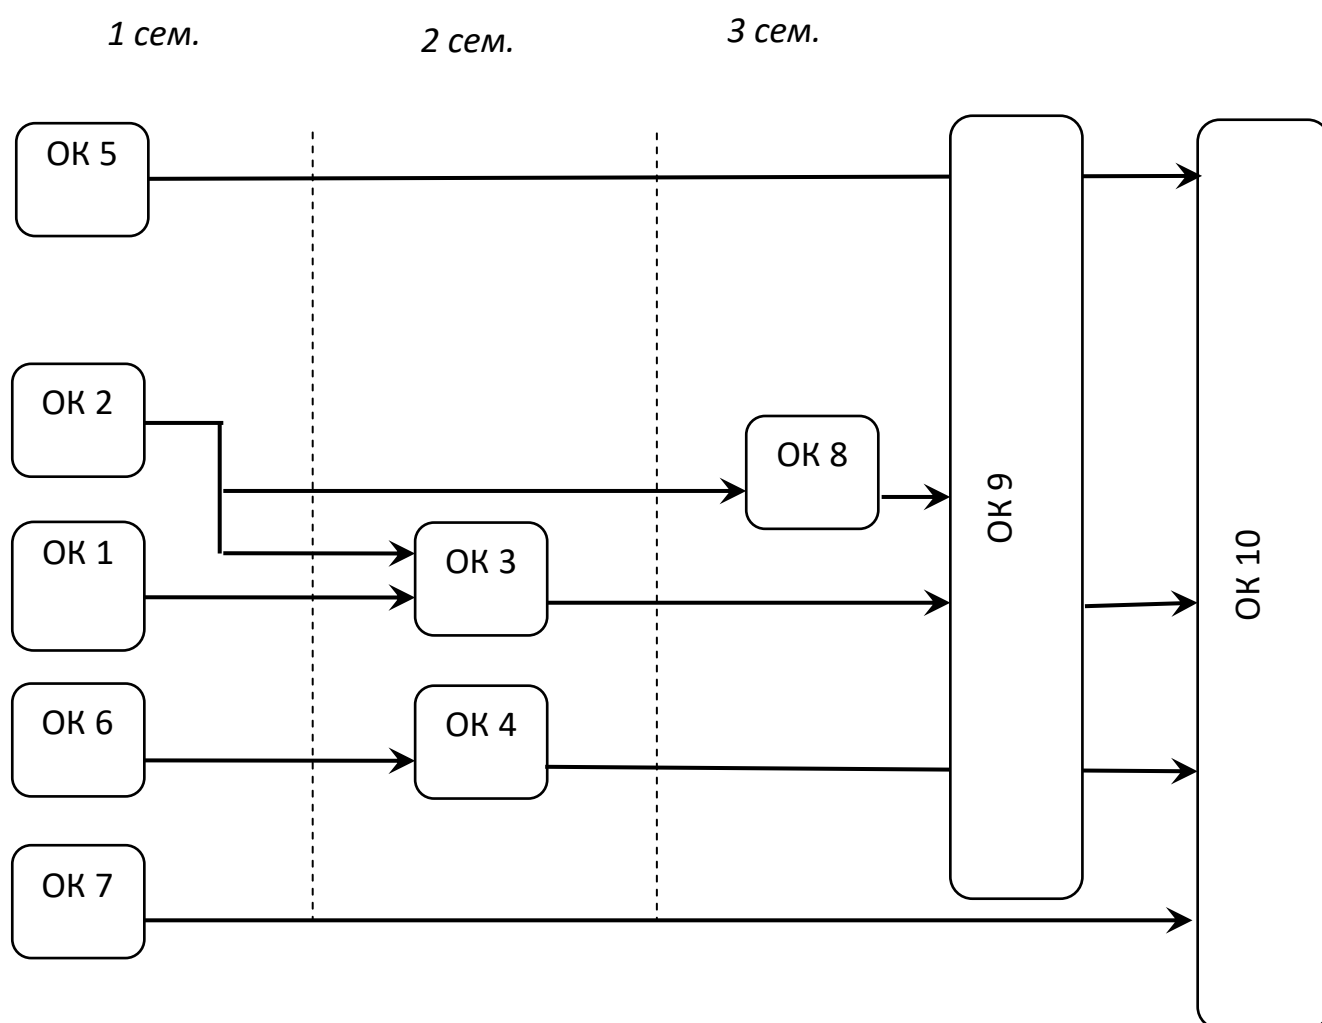 1 сем.
2 сем.
3 сем.
ОК 5
ОК 2
ОК 8
ОК 9
ОК 1
ОК 3
ОК 10
ОК 6
ОК 4
ОК 7